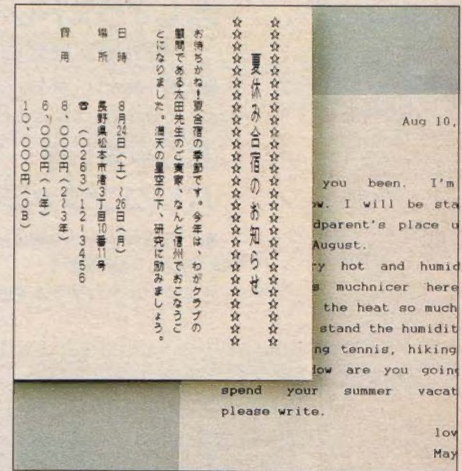 ☆☆☆☆☆☆☆☆☆☆☆☆☆☆☆☆☆☆☆☆☆☆☆☆
夏休み合宿のお知らせ
☆☆☆☆☆☆☆☆☆☆☆☆☆☆☆☆☆☆☆☆☆☆☆☆
お待ちかね!夏合宿の季節です。今年は、わがクラブの
顧問である太田先生のご実家、なんと信州でおこなうこ
とになりました。満天の星空の下、研究に励みましょう。
日 時 8月24日(土)~26日(月)
場 所 長野県松本市渚3丁目10番11号
☎ (0263)12-3456
費 用 8,000円(2~3年)
6,000円(1年)
10,000円(OB)
Aug 10,
you been. I'm
I will be sta
dparent's place u
August.
hot and humid
muchnicer here
the heat so much
stand the humidit
ng tennis, hiking
How are you going
spend your summer vacat
please write.
lov
May